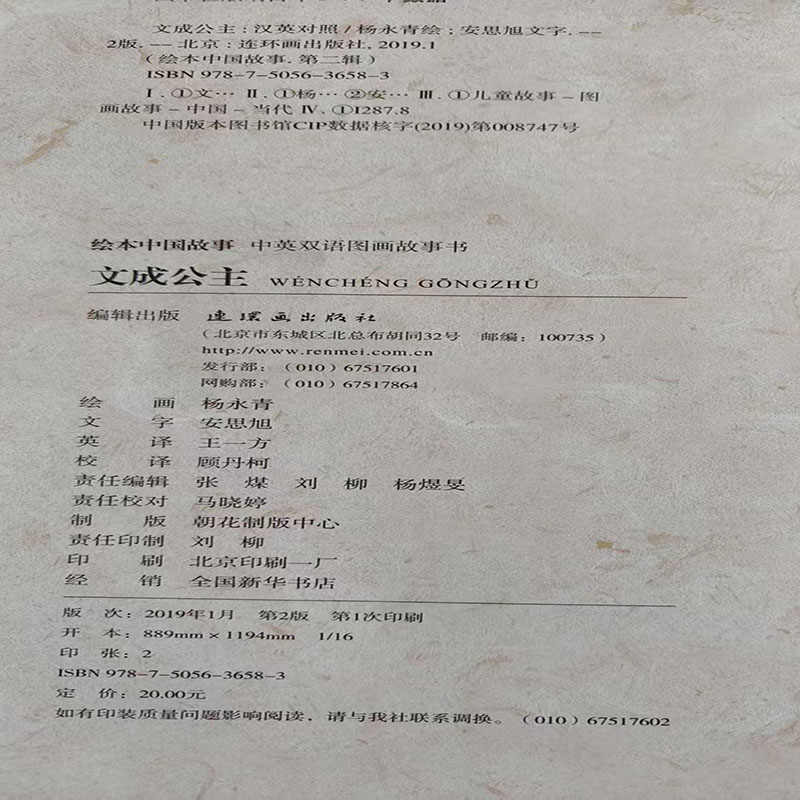 文成公主：汉英对照／杨永青绘；安思旭文字. --
2版. -- 北京：连环画出版社，2019.1
（绘本中国故事. 第二辑）
ISBN 978-7-5056-3658-3
Ⅰ.①文… Ⅱ.①杨… ②安… Ⅲ.①儿童故事－图
画故事－中国－当代 Ⅳ.①I287.8
中国版本图书馆CIP数据核字(2019)第008747号
绘本中国故事 中英双语图画故事书
文成公主 WÉNCHÉNG GŌNGZHǓ
编辑出版 连环画出版社
（北京市东城区北总布胡同32号 邮编：100735）
http://www.renmei.com.cn
发行部：（010）67517601
网购部：（010）67517864
绘 画 杨永青
文 字 安思旭
英 译 王一方
校 译 顾丹柯
责任编辑 张 煤 刘 柳 杨煜旻
责任校对 马晓婷
制 版 朝花制版中心
责任印制 刘 柳
印 刷 北京印刷一厂
经 销 全国新华书店
版 次：2019年1月 第2版 第1次印刷
开 本：889mm×1194mm 1/16
印 张：2
ISBN 978-7-5056-3658-3
定 价：20.00元
如有印装质量问题影响阅读，请与我社联系调换。（010）67517602